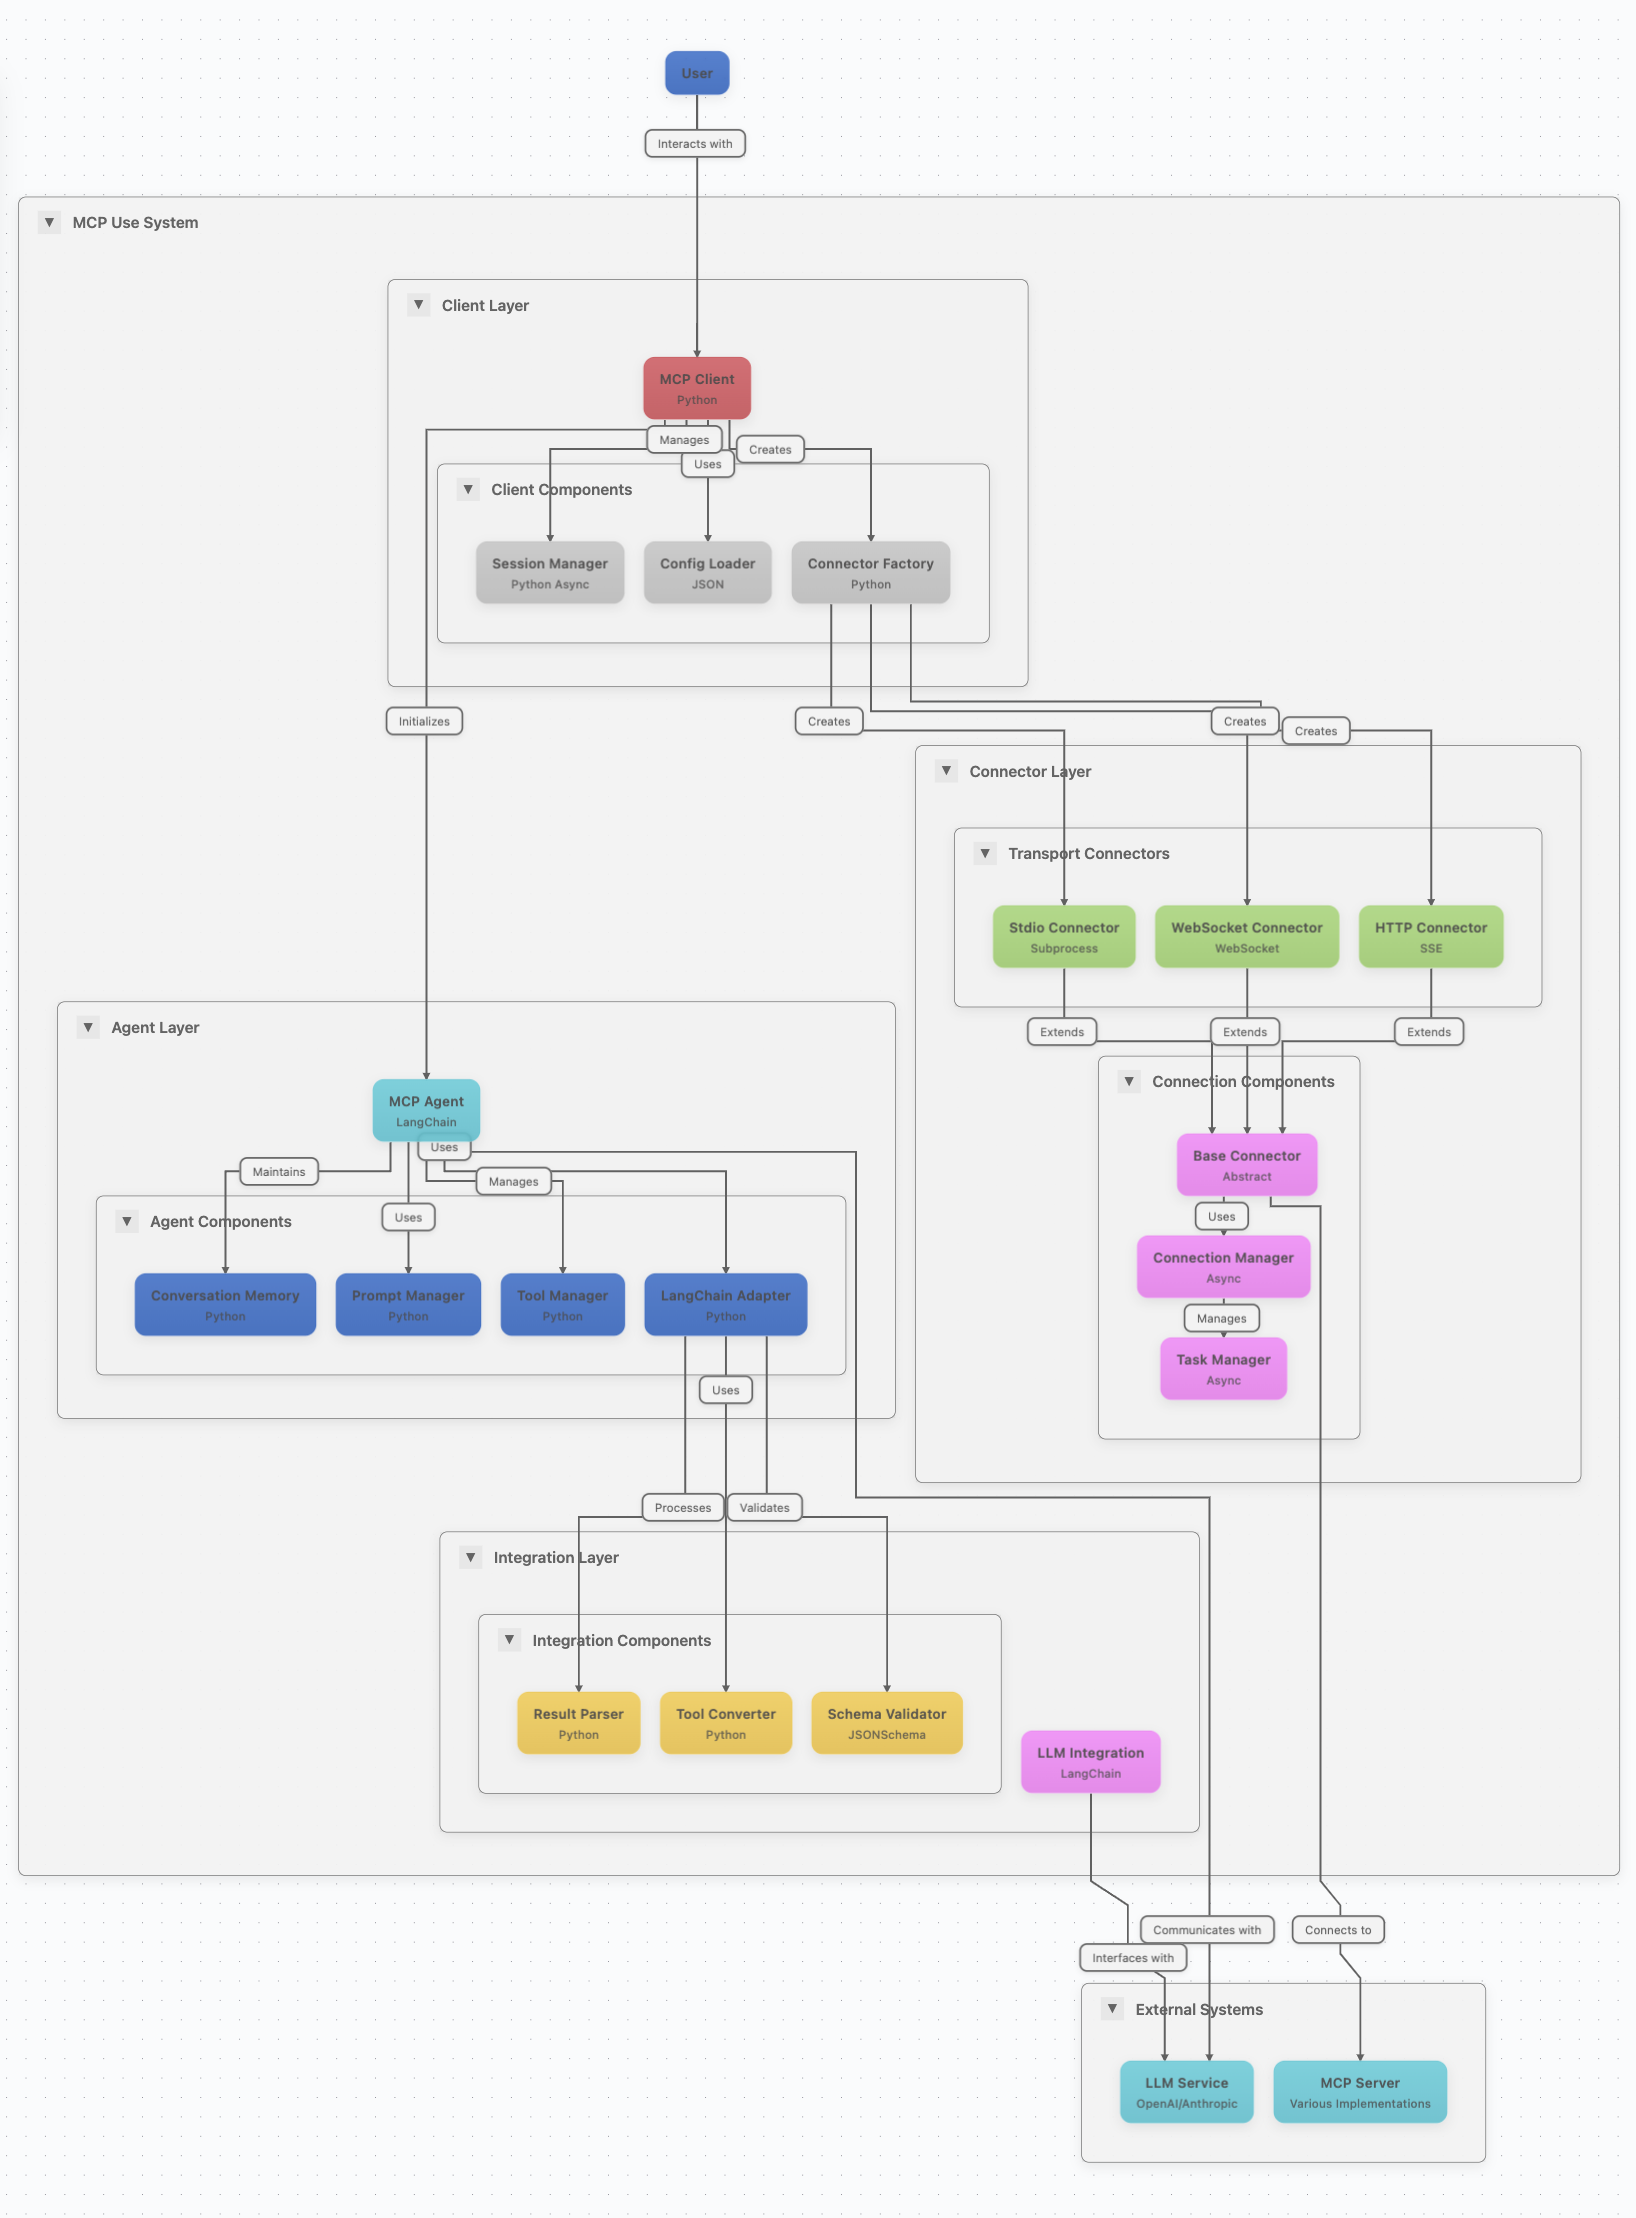 User
Interacts with
▼ MCP Use System
▼ Client Layer
MCP Client
Python
Manages
Creates
Uses
▼ Client Components
Session Manager
Python Async
Config Loader
JSON
Connector Factory
Python
Initializes
Creates
Creates
Creates
▼ Connector Layer
▼ Transport Connectors
Stdio Connector
Subprocess
WebSocket Connector
WebSocket
HTTP Connector
SSE
Extends
Extends
Extends
▼ Connection Components
Base Connector
Abstract
Uses
Connection Manager
Async
Manages
Task Manager
Async
▼ Agent Layer
MCP Agent
LangChain
Uses
Maintains
Manages
Uses
▼ Agent Components
Conversation Memory
Python
Prompt Manager
Python
Tool Manager
Python
LangChain Adapter
Python
Uses
Processes
Validates
▼ Integration Layer
▼ Integration Components
Result Parser
Python
Tool Converter
Python
Schema Validator
JSONSchema
LLM Integration
LangChain
Communicates with
Connects to
Interfaces with
▼ External Systems
LLM Service
OpenAI/Anthropic
MCP Server
Various Implementations